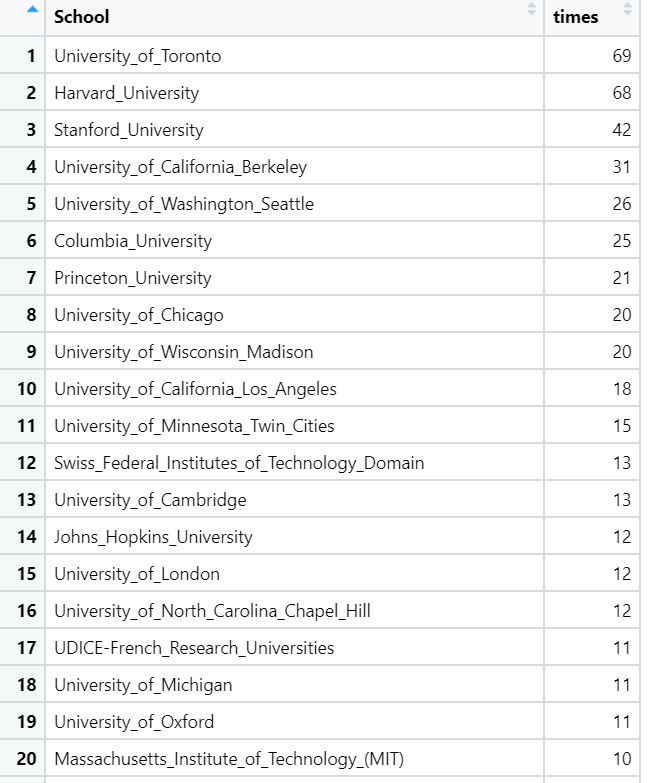 School times
1 University_of_Toronto 69
2 Harvard_University 68
3 Stanford_University 42
4 University_of_California_Berkeley 31
5 University_of_Washington_Seattle 26
6 Columbia_University 25
7 Princeton_University 21
8 University_of_Chicago 20
9 University_of_Wisconsin_Madison 20
10 University_of_California_Los_Angeles 18
11 University_of_Minnesota_Twin_Cities 15
12 Swiss_Federal_Institutes_of_Technology_Domain 13
13 University_of_Cambridge 13
14 Johns_Hopkins_University 12
15 University_of_London 12
16 University_of_North_Carolina_Chapel_Hill 12
17 UDICE-French_Research_Universities 11
18 University_of_Michigan 11
19 University_of_Oxford 11
20 Massachusetts_Institute_of_Technology_(MIT) 10